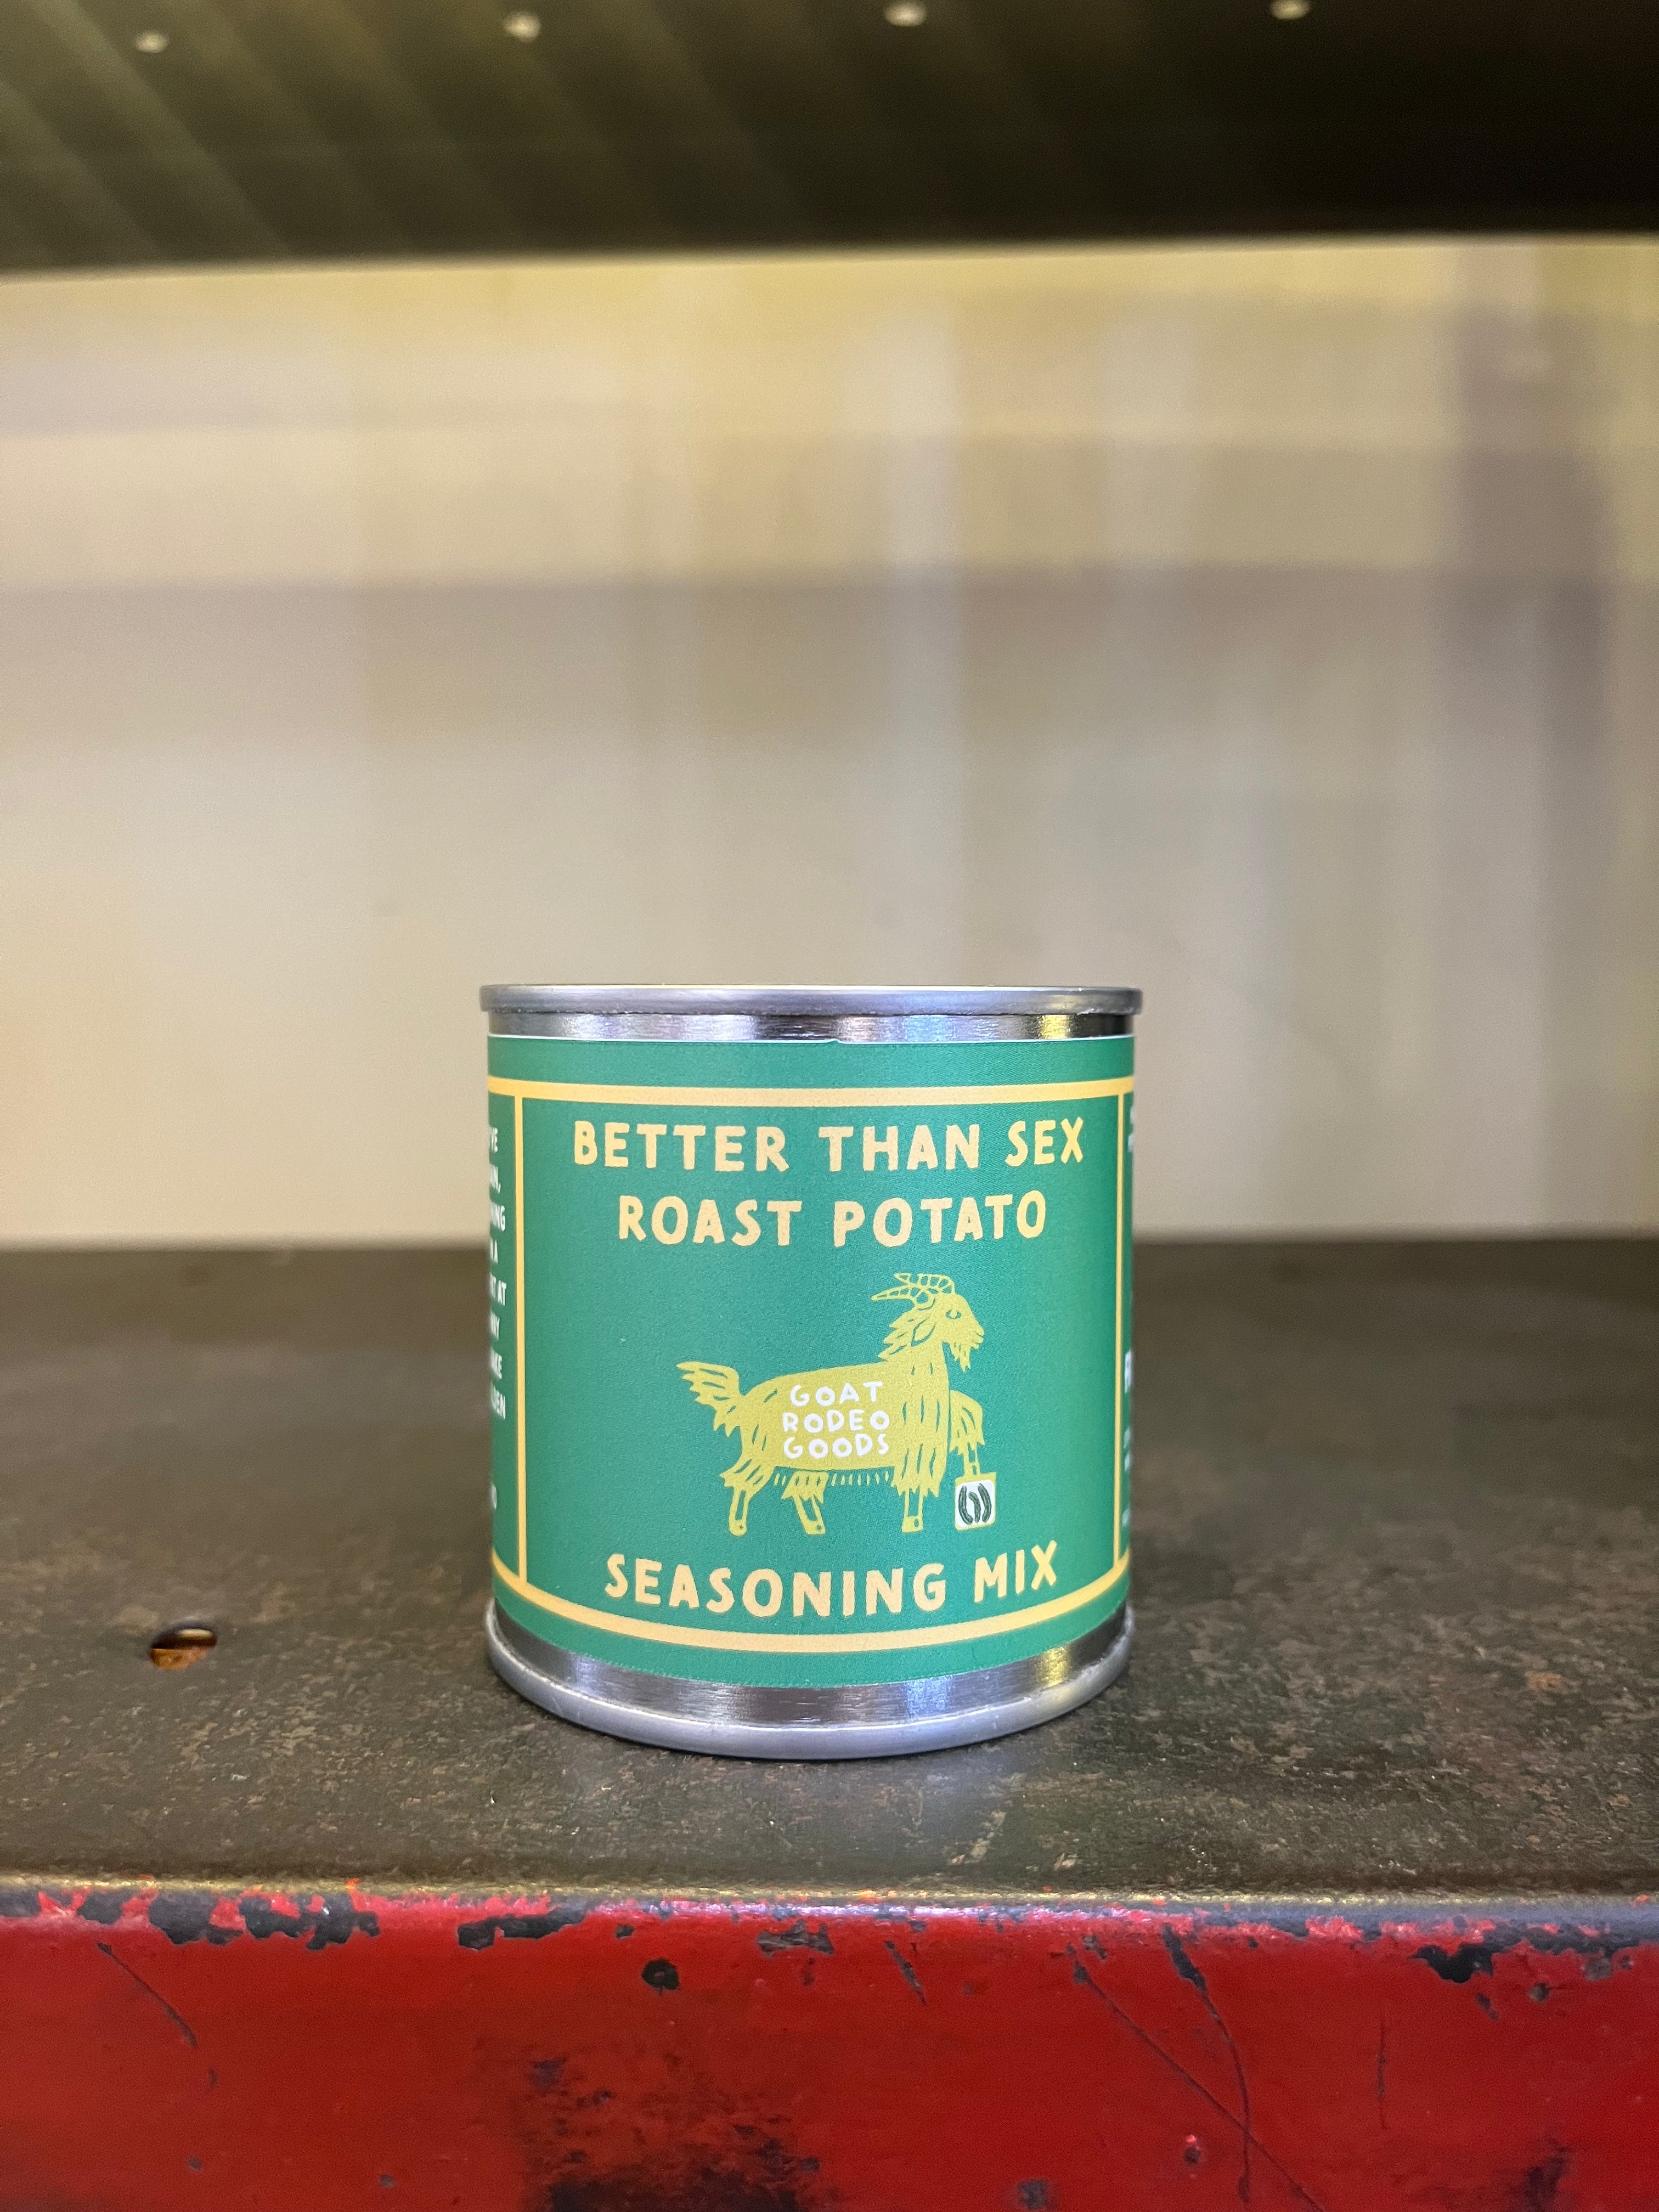 BETTER THAN SEX
ROAST POTATO
GOAT
RODEO
GOODS
SEASONING MIX